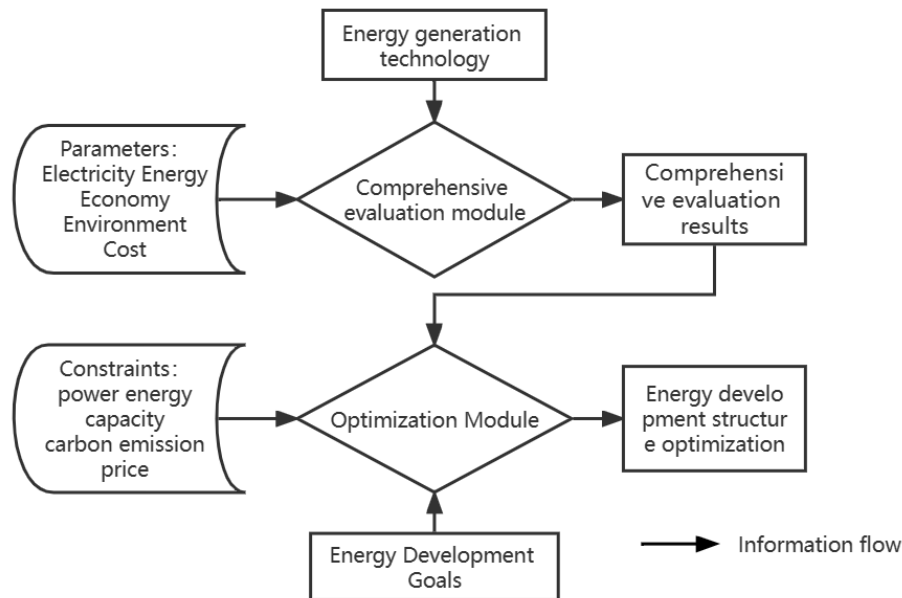 Energy generation
technology
Parameters:
Electricity Energy
Economy
Environment
Cost
Comprehensive
evaluation module
Comprehensi
ve evaluation
results
Constraints:
power energy
capacity
carbon emission
price
Optimization Module
Energy develo
pment structur
e optimization
Energy Development
Goals
Information flow